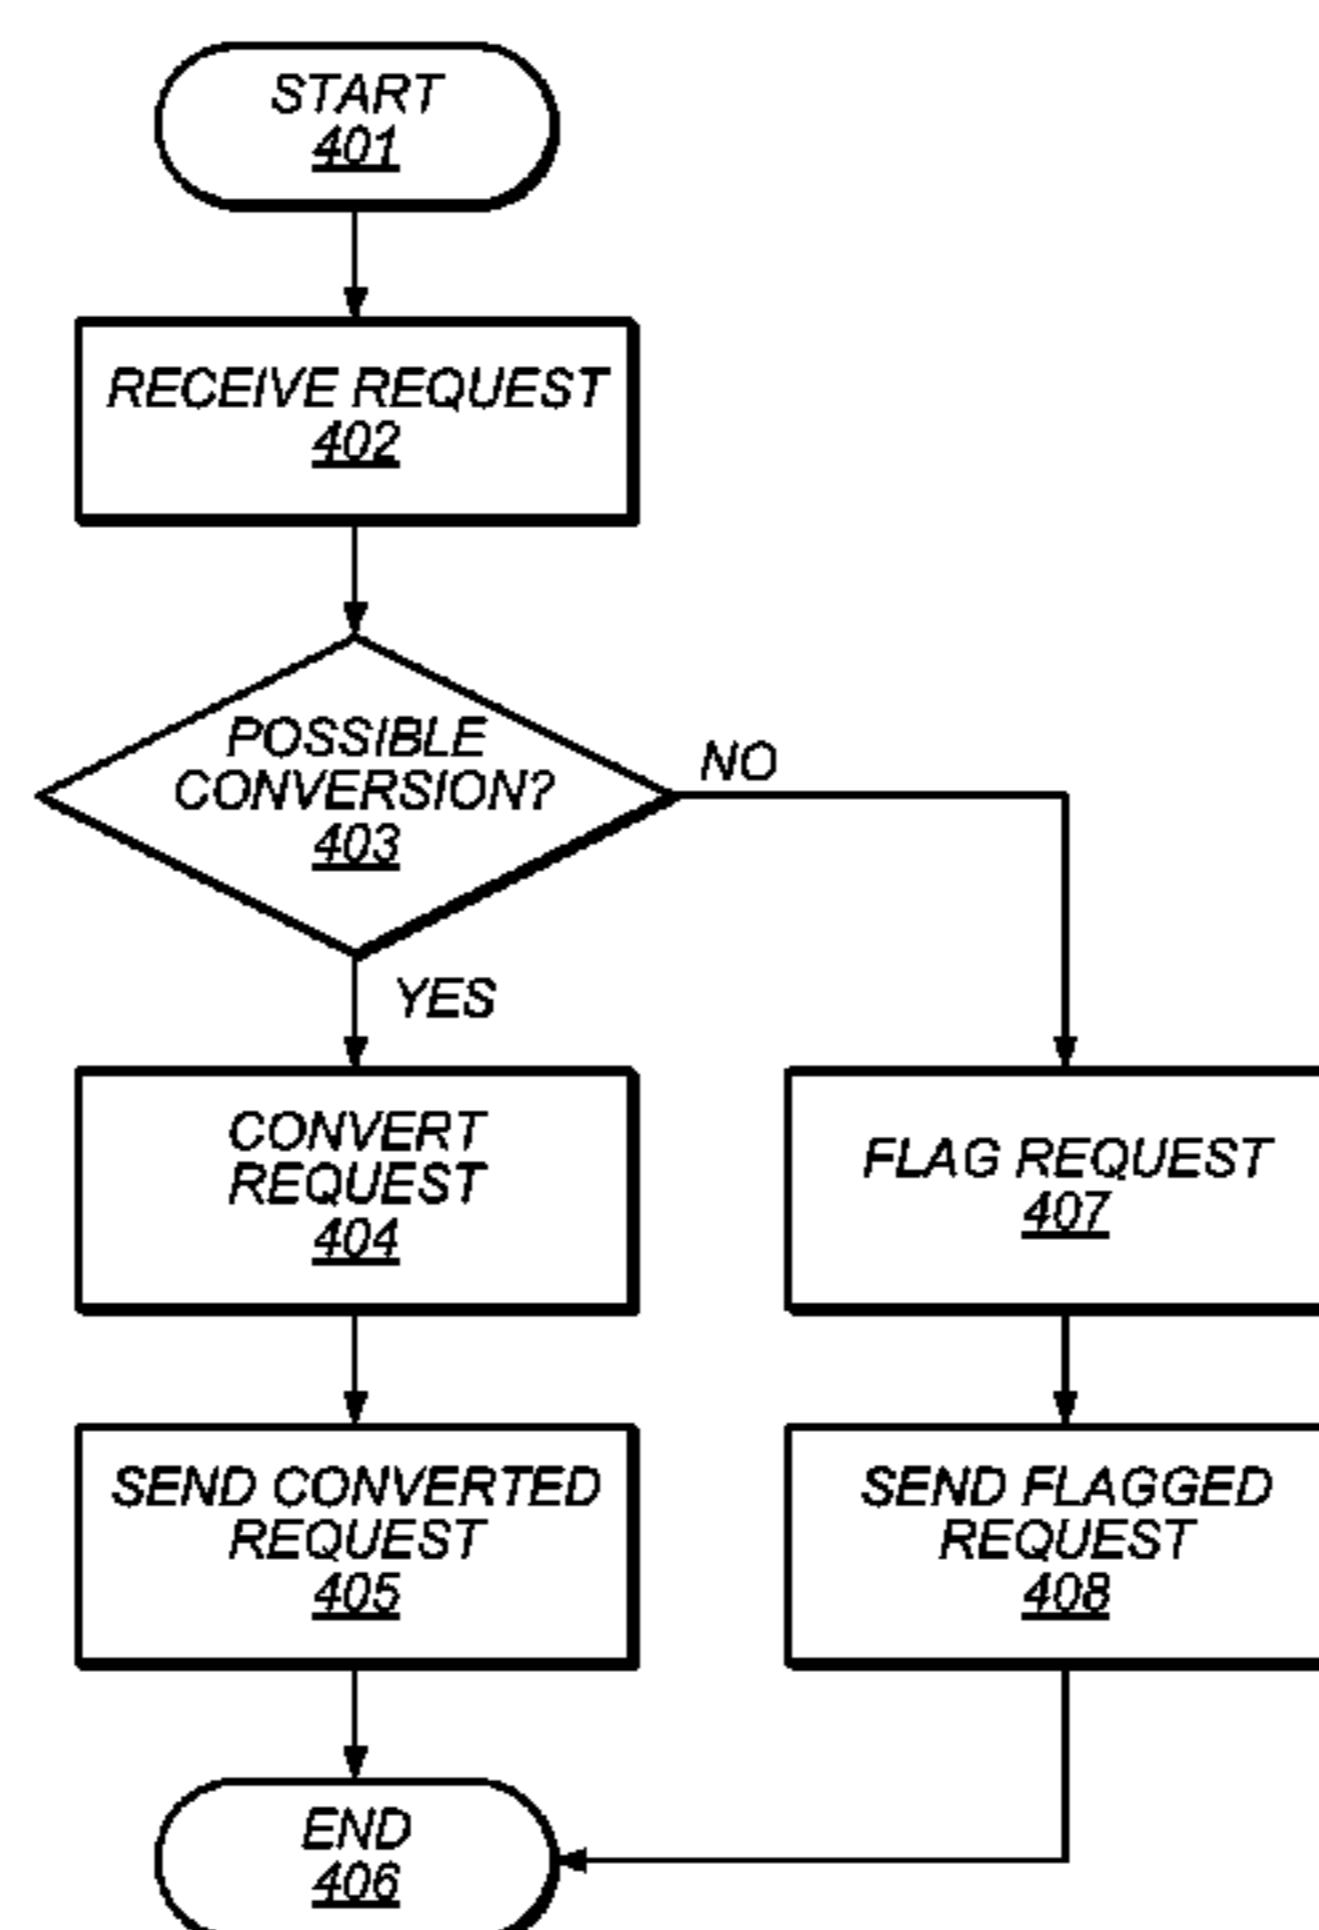 START
401
RECEIVE REQUEST
402
POSSIBLE
CONVERSION?
403
NO
YES
CONVERT
REQUEST
404
FLAG REQUEST
407
SEND CONVERTED
REQUEST
405
SEND FLAGGED
REQUEST
408
END
406